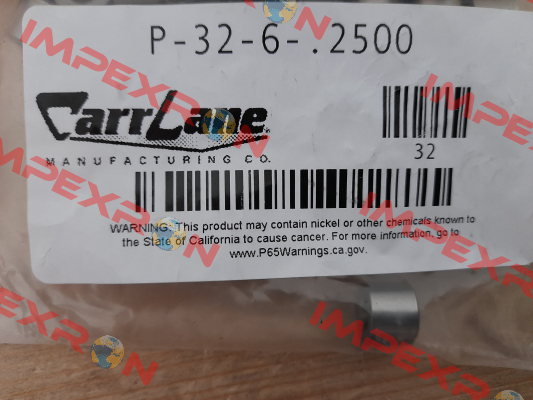 P-32-6-.2500
CarrLane®
MANUFACTURING CO.
32
WARNING: This product may contain nickel or other chemicals known to
the State of California to cause cancer. For more information, go to
www.P65Warnings.ca.gov.
IMPEXRON
IMPEXRON
IMPEXRON
IMPEXRON